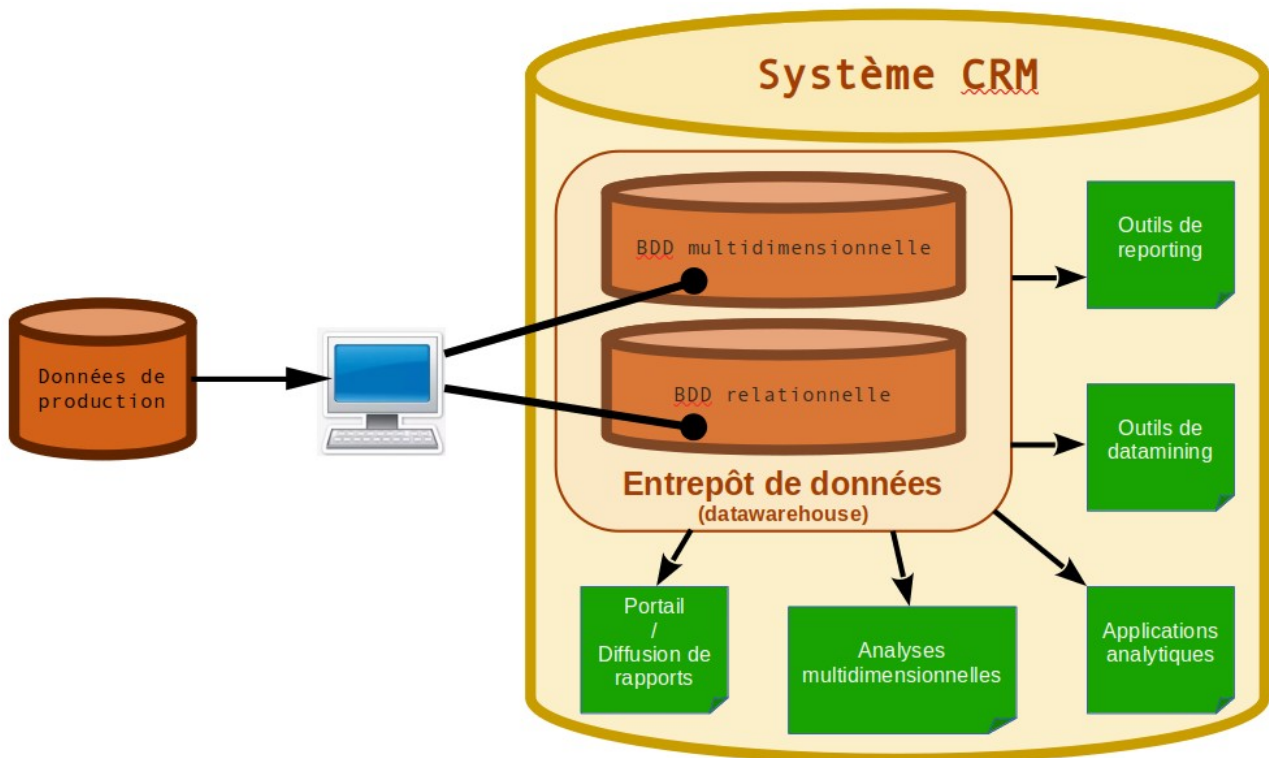 Système CRM
BDD multidimensionnelle
Outils de
reporting
Données de
production
BDD relationnelle
Outils de
datamining
Entrepôt de données
(datawarehouse)
Portail
/
Diffusion de
rapports
Analyses
multidimensionnelles
Applications
analytiques